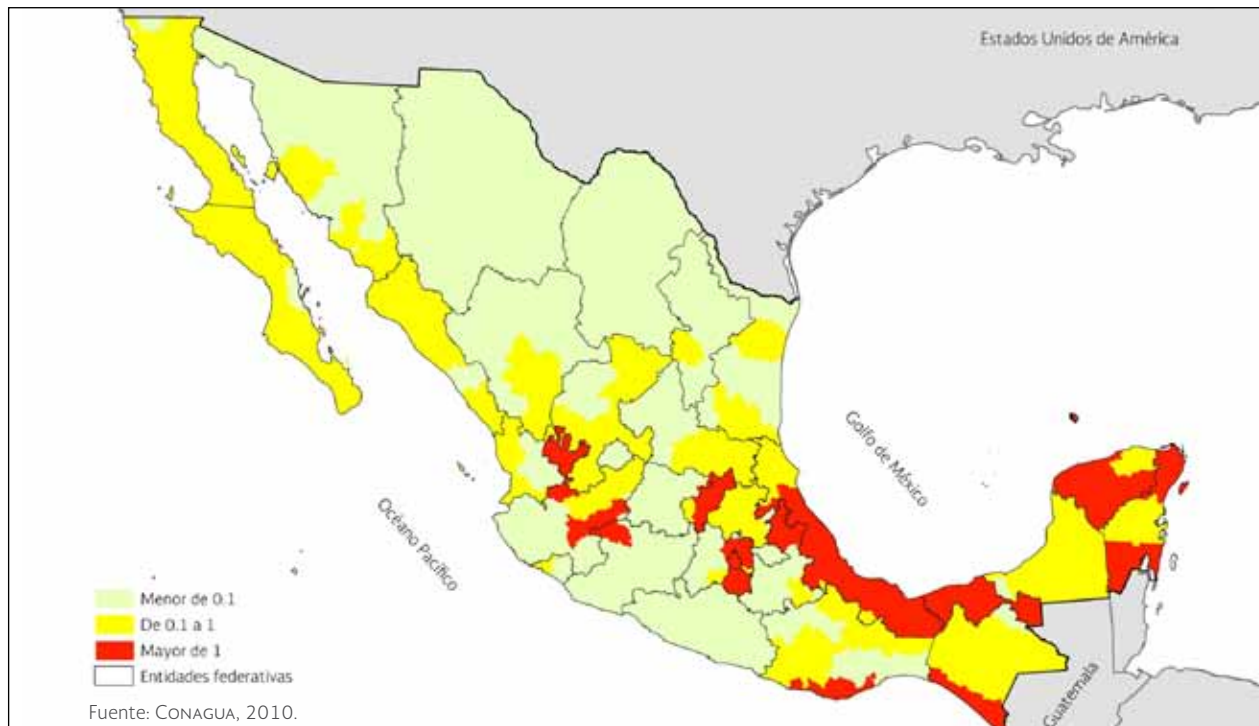 Estados Unidos de América
Golfo de México
Océano Pacífico
Guatemala
Menor de 0.1
De 0.1 a 1
Mayor de 1
Entidades federativas
Fuente: CONAGUA, 2010.